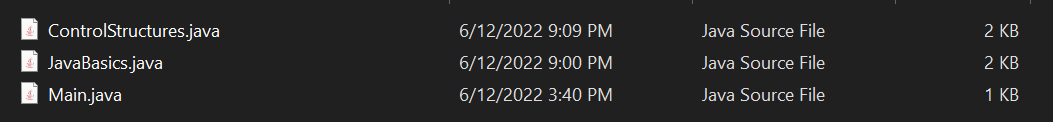 ControlStructures.java 6/12/2022 9:09 PM Java Source File 2 KB
JavaBasics.java 6/12/2022 9:00 PM Java Source File 2 KB
Main.java 6/12/2022 3:40 PM Java Source File 1 KB